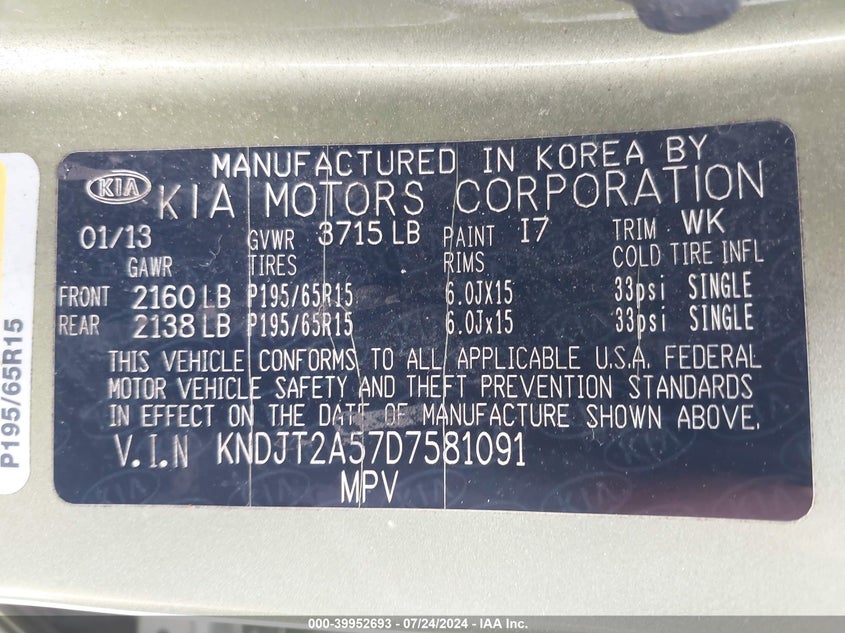 MANUFACTURED IN KOREA BY
KIA KIA MOTORS CORPORATION
01/13 GVWR 3715 LB PAINT I7 TRIM WK
GAWR TIRES RIMS COLD TIRE INFL
FRONT 2160 LB P195/65R15 6.0JX15 33psi SINGLE
REAR 2138 LB P195/65R15 6.0Jx15 33psi SINGLE
THIS VEHICLE CONFORMS TO ALL APPLICABLE U.S.A. FEDERAL
MOTOR VEHICLE SAFETY AND THEFT PREVENTION STANDARDS
IN EFFECT ON THE DATE OF MANUFACTURE SHOWN ABOVE.
V.I.N KNDJT2A57D7581091
MPV
P195/65R15
000-39952693 - 07/24/2024 - IAA Inc.